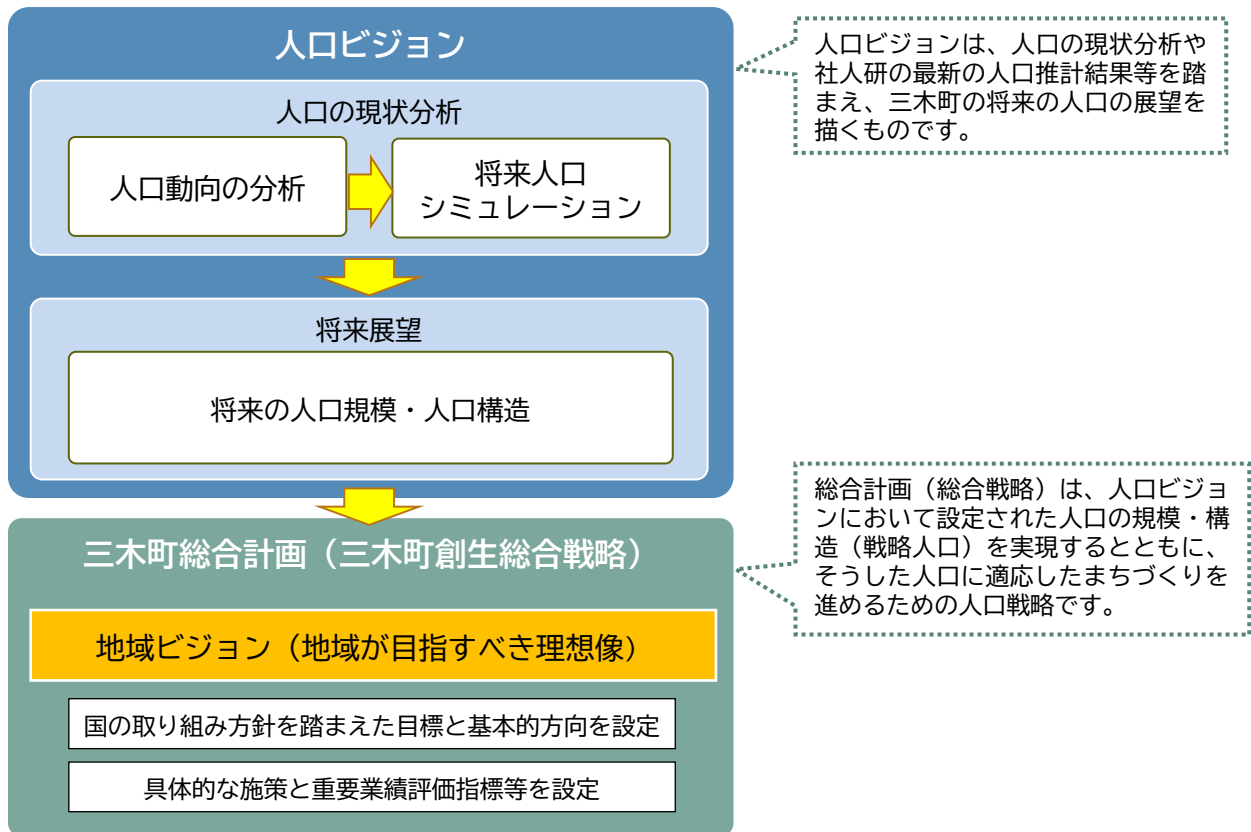 人口ビジョン
人口の現状分析
人口動向の分析
将来人口
シミュレーション
将来展望
将来の人口規模・人口構造
人口ビジョンは、人口の現状分析や
社人研の最新の人口推計結果等を踏
まえ、三木町の将来の人口の展望を
描くものです。
三木町総合計画（三木町創生総合戦略）
地域ビジョン（地域が目指すべき理想像）
国の取り組み方針を踏まえた目標と基本的方向を設定
具体的な施策と重要業績評価指標等を設定
総合計画（総合戦略）は、人口ビジョ
ンにおいて設定された人口の規模・構
造（戦略人口）を実現するとともに、
そうした人口に適応したまちづくりを
進めるための人口戦略です。